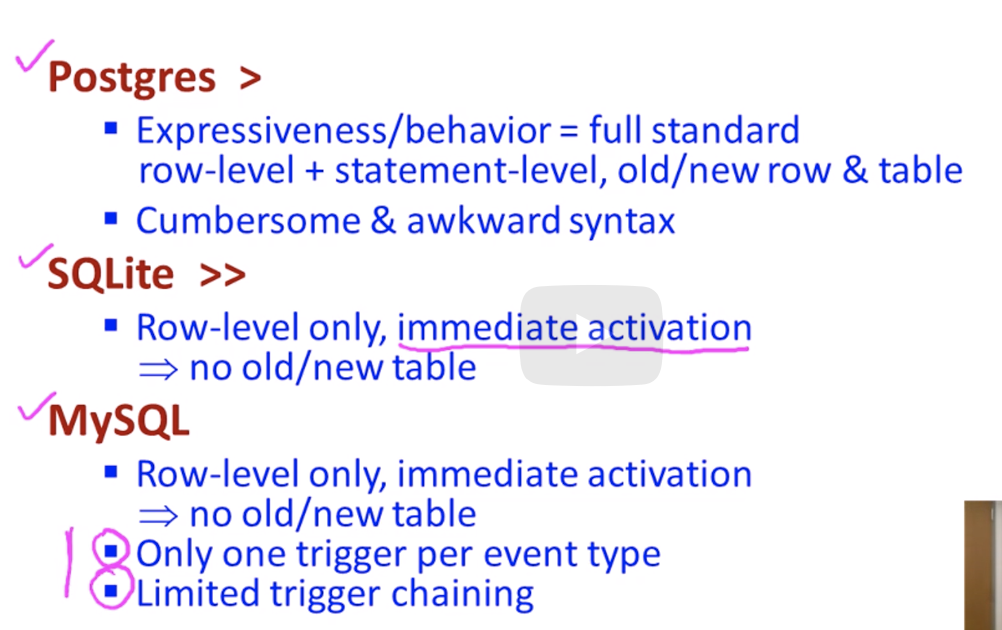 Postgres >
▪ Expressiveness/behavior = full standard
row-level + statement-level, old/new row & table
▪ Cumbersome & awkward syntax
SQLite >>
▪ Row-level only, immediate activation
⇒ no old/new table
MySQL
▪ Row-level only, immediate activation
⇒ no old/new table
▪ Only one trigger per event type
▪ Limited trigger chaining